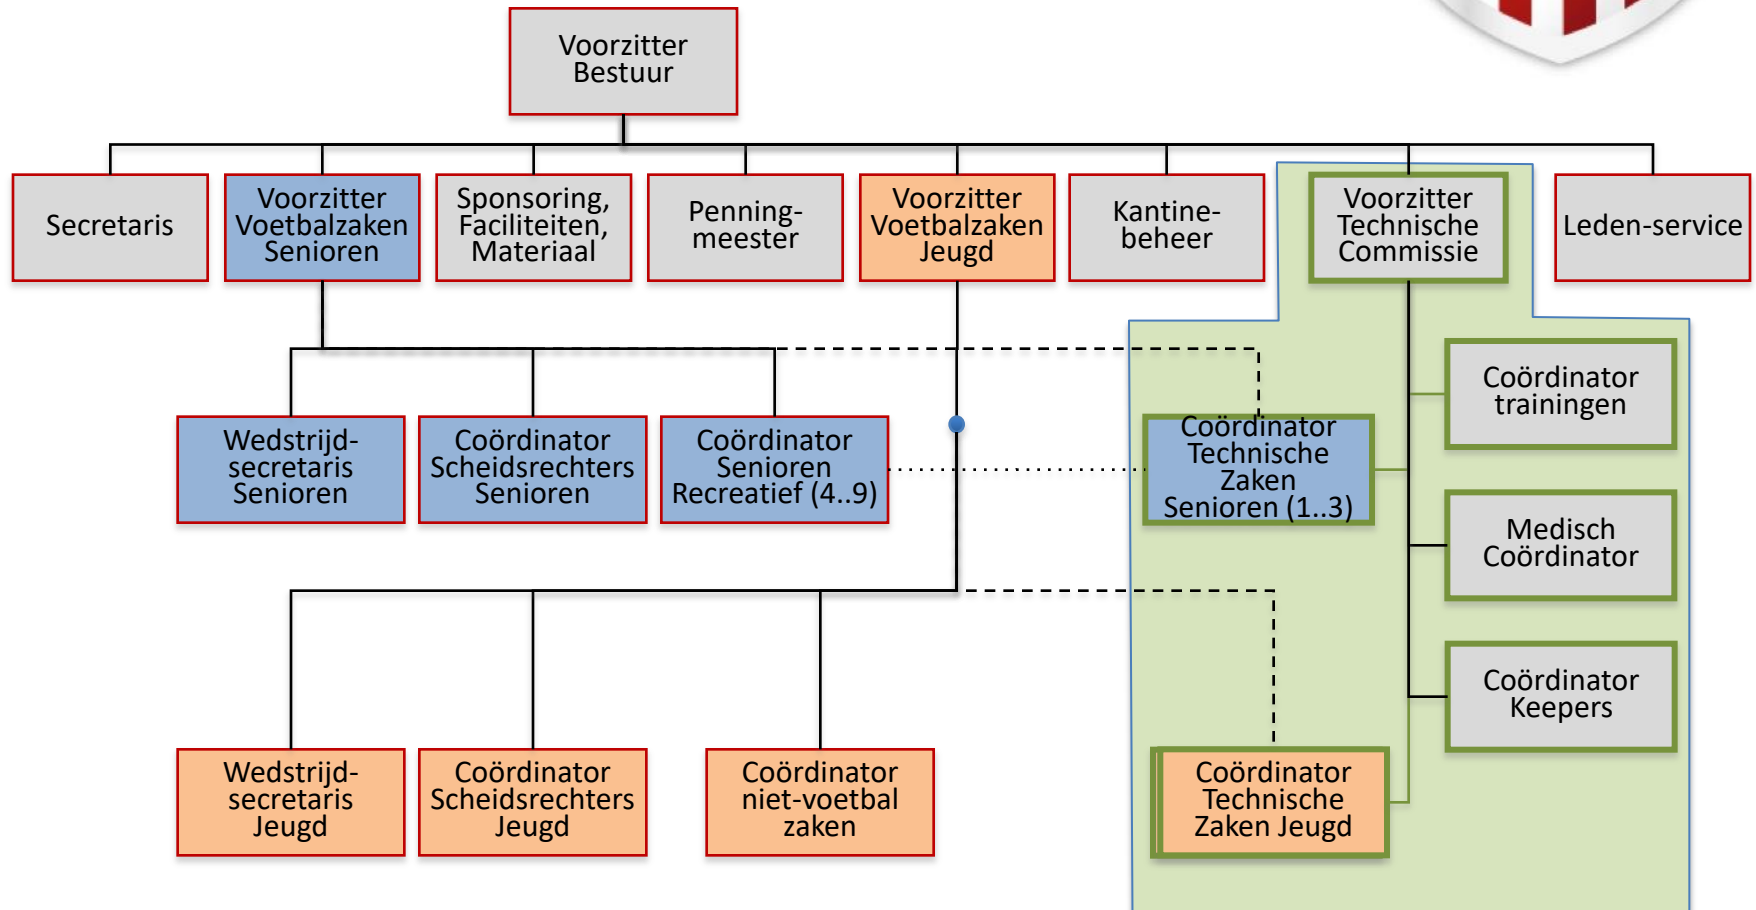 Voorzitter
Bestuur
Secretaris
Voorzitter
Voetbalzaken
Senioren
Sponsoring,
Faciliteiten,
Materiaal
Penning-
meester
Voorzitter
Voetbalzaken
Jeugd
Kantine-
beheer
Voorzitter
Technische
Commissie
Leden-service
Coördinator
trainingen
Wedstrijd-
secretaris
Senioren
Coördinator
Scheidsrechters
Senioren
Coördinator
Senioren
Recreatief (4..9)
Coördinator
Technische
Zaken
Senioren (1..3)
Medisch
Coördinator
Coördinator
Keepers
Wedstrijd-
secretaris
Jeugd
Coördinator
Scheidsrechters
Jeugd
Coördinator
niet-voetbal
zaken
Coördinator
Technische
Zaken Jeugd